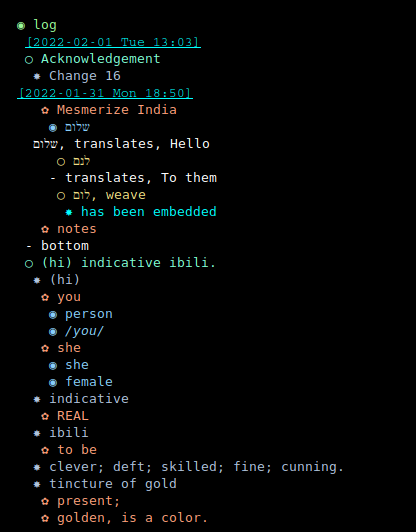 ◉ log
[2022-02-01 Tue 13:03]
○ Acknowledgement
✸ Change 16
[2022-01-31 Mon 18:50]
✿ Mesmerize India
◉ שלום
שלום, translates, Hello
○ לנם
- translates, To them
○ לום, weave
✸ has been embedded
✿ notes
- bottom
○ (hi) indicative ibili.
✸ (hi)
✿ you
◉ person
◉ /you/
✿ she
◉ she
◉ female
✸ indicative
✿ REAL
✸ ibili
✿ to be
✸ clever; deft; skilled; fine; cunning.
✸ tincture of gold
✿ present;
✿ golden, is a color.